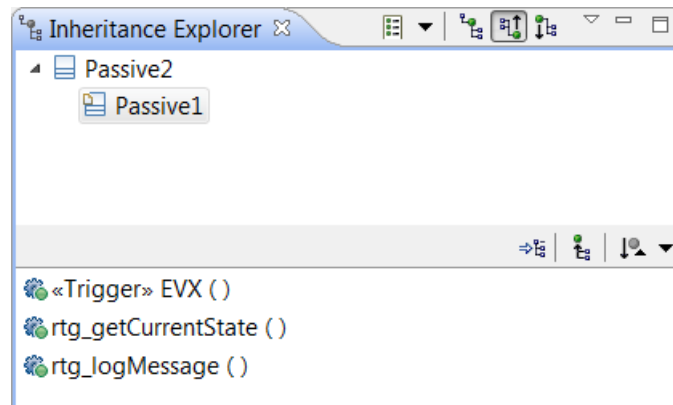 Inheritance Explorer
Passive2
Passive1
«Trigger» EVX ( )
rtg_getCurrentState ( )
rtg_logMessage ( )